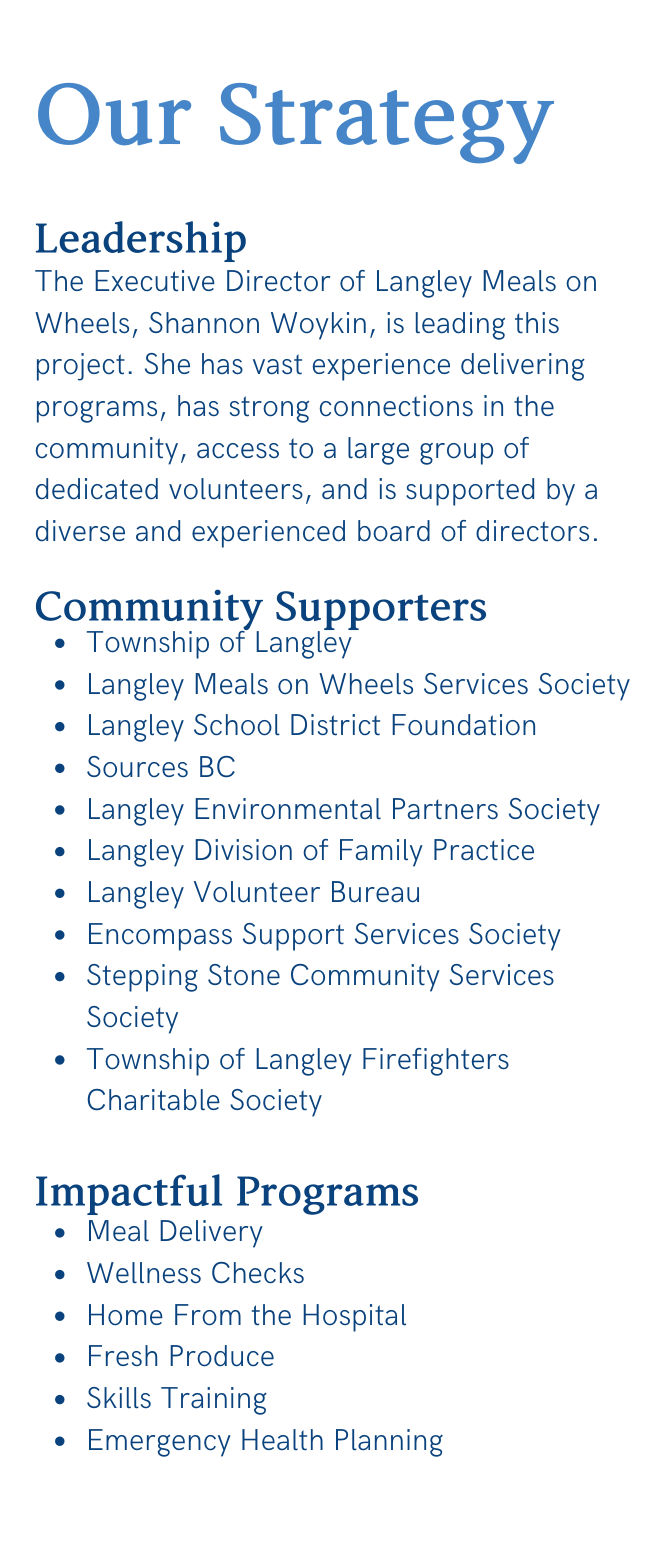 Our Strategy
Leadership
The Executive Director of Langley Meals on
Wheels, Shannon Woykin, is leading this
project. She has vast experience delivering
programs, has strong connections in the
community, access to a large group of
dedicated volunteers, and is supported by a
diverse and experienced board of directors.
Community Supporters
• Township of Langley
• Langley Meals on Wheels Services Society
• Langley School District Foundation
• Sources BC
• Langley Environmental Partners Society
• Langley Division of Family Practice
• Langley Volunteer Bureau
• Encompass Support Services Society
• Stepping Stone Community Services
Society
• Township of Langley Firefighters
Charitable Society
Impactful Programs
• Meal Delivery
• Wellness Checks
• Home From the Hospital
• Fresh Produce
• Skills Training
• Emergency Health Planning